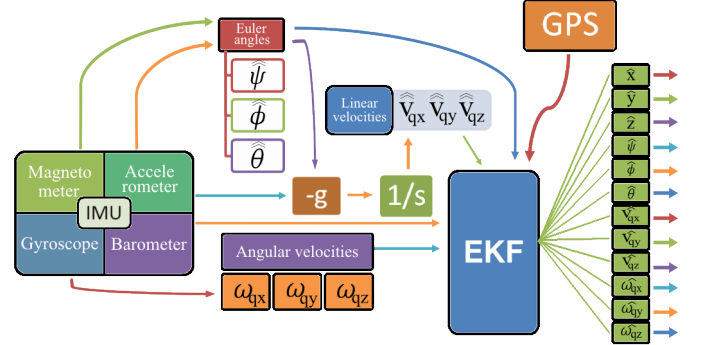 Euler
angles
GPS
ψ̂̂
ϕ̂̂
θ̂̂
Linear
velocities
v̂̂qx v̂̂qy v̂̂qz
Magneto
meter
Accele
rometer
IMU
Gyroscope
Barometer
-g
1/s
Angular velocities
ωqx ωqy ωqz
EKF
x̂
ŷ
ẑ
ψ̂
ϕ̂
θ̂
v̂qx
v̂qy
v̂qz
ω̂qx
ω̂qy
ω̂qz